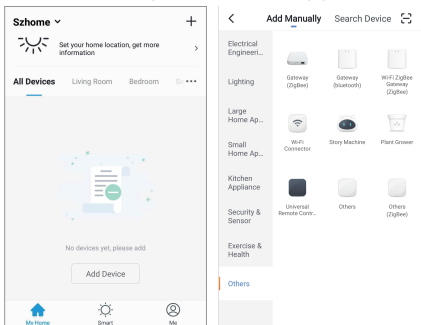 Szhome
Set your home location, get more
information
All Devices
Living Room
Bedroom
No devices yet, please add
Add Device
My Home
Smart
Me
Add Manually
Search Device
Electrical
Engineeri...
Lighting
Large
Home Ap...
Small
Home Ap...
Kitchen
Appliance
Security &
Sensor
Exercise &
Health
Others
Gateway
(ZigBee)
Gateway
(bluetooth)
Wi-Fi ZigBee
Gateway
(ZigBee)
Wi-Fi
Connector
Story Machine
Plant Grower
Universal
Remote Contr...
Others
Others
(ZigBee)